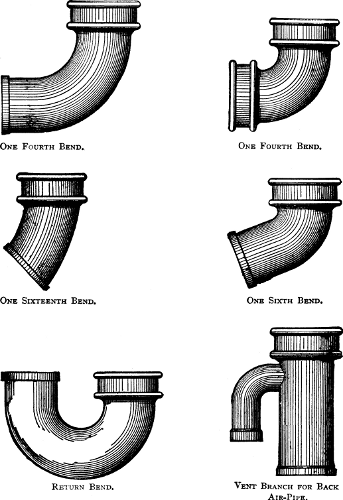 One Fourth Bend.
One Fourth Bend.
One Sixteenth Bend.
One Sixth Bend.
Return Bend.
Vent Branch for Back
Air-Pipe.